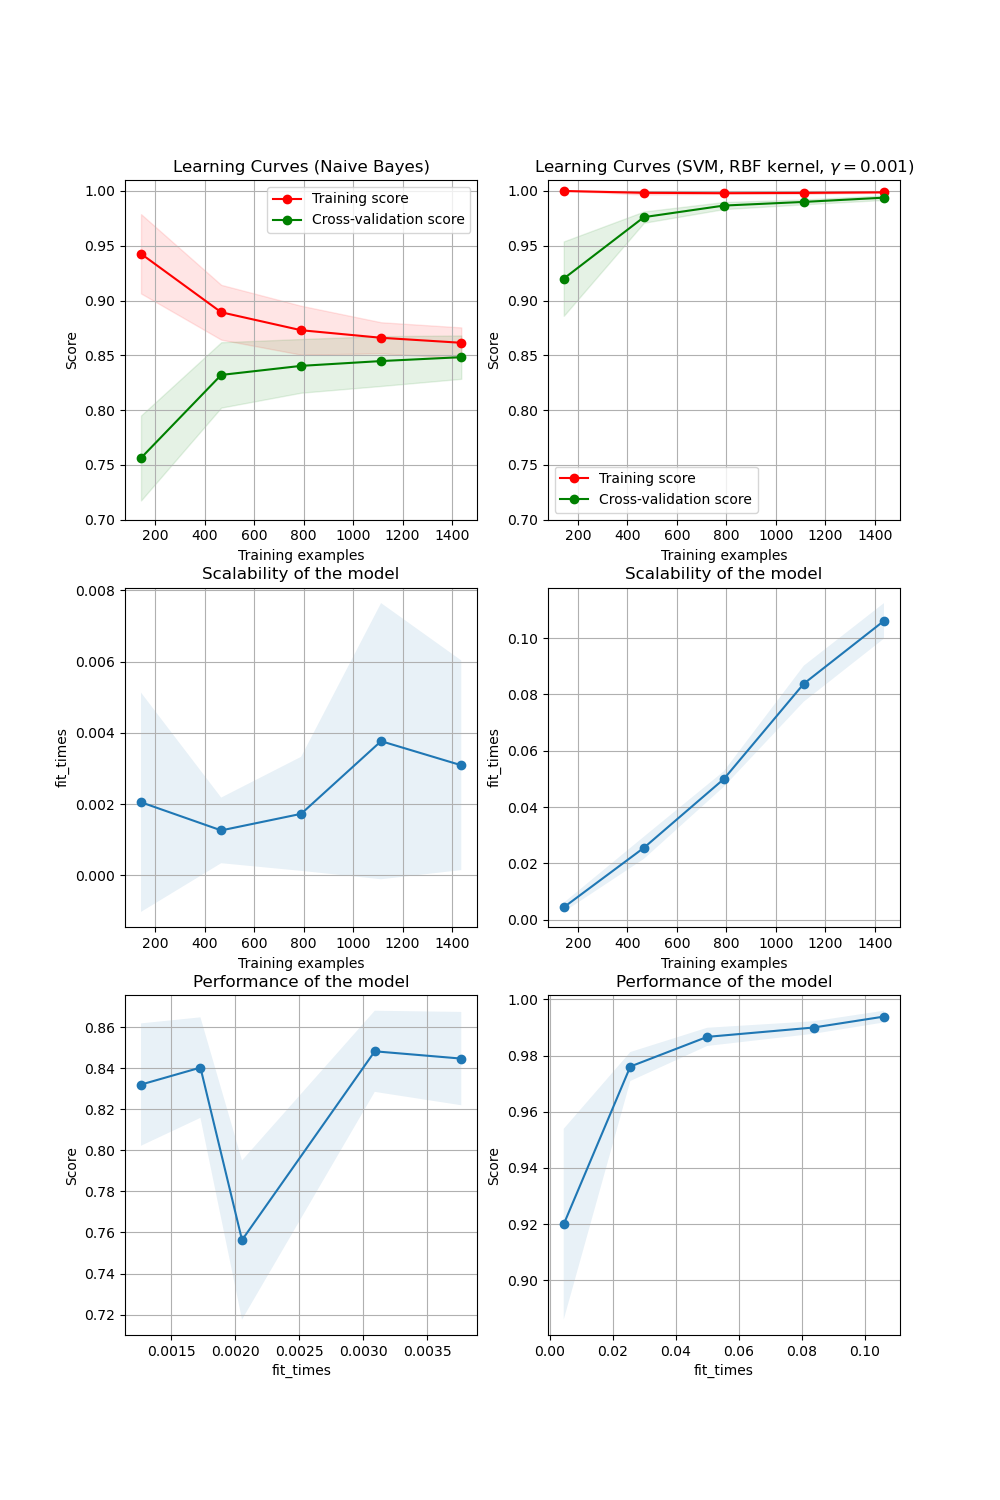 Learning Curves (Naive Bayes)
1.00
0.95
0.90
0.85
0.80
0.75
0.70
Score
Training score
Cross-validation score
200 400 600 800 1000 1200 1400
Training examples
Learning Curves (SVM, RBF kernel, γ = 0.001)
1.00
0.95
0.90
0.85
0.80
0.75
0.70
Score
Training score
Cross-validation score
200 400 600 800 1000 1200 1400
Training examples
Scalability of the model
0.008
0.006
0.004
0.002
0.000
fit_times
200 400 600 800 1000 1200 1400
Training examples
Scalability of the model
0.10
0.08
0.06
0.04
0.02
0.00
fit_times
200 400 600 800 1000 1200 1400
Training examples
Performance of the model
0.86
0.84
0.82
0.80
0.78
0.76
0.74
0.72
Score
0.0015 0.0020 0.0025 0.0030 0.0035
fit_times
Performance of the model
1.00
0.98
0.96
0.94
0.92
0.90
Score
0.00 0.02 0.04 0.06 0.08 0.10
fit_times